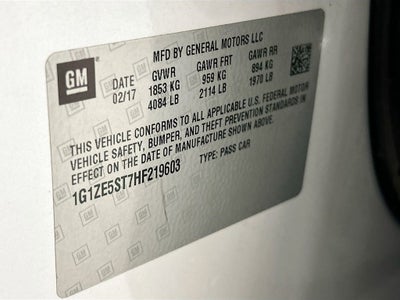 MFD BY GENERAL MOTORS LLC
GM
DATE GVWR GAWR FRT GAWR RR
02/17 1853 KG 959 KG 894 KG
4084 LB 2114 LB 1970 LB
THIS VEHICLE CONFORMS TO ALL APPLICABLE U.S. FEDERAL MOTOR
VEHICLE SAFETY, BUMPER, AND THEFT PREVENTION STANDARDS IN
EFFECT ON THE DATE OF MANUFACTURE SHOWN ABOVE.
1G1ZE5ST7HF219603 TYPE: PASS CAR